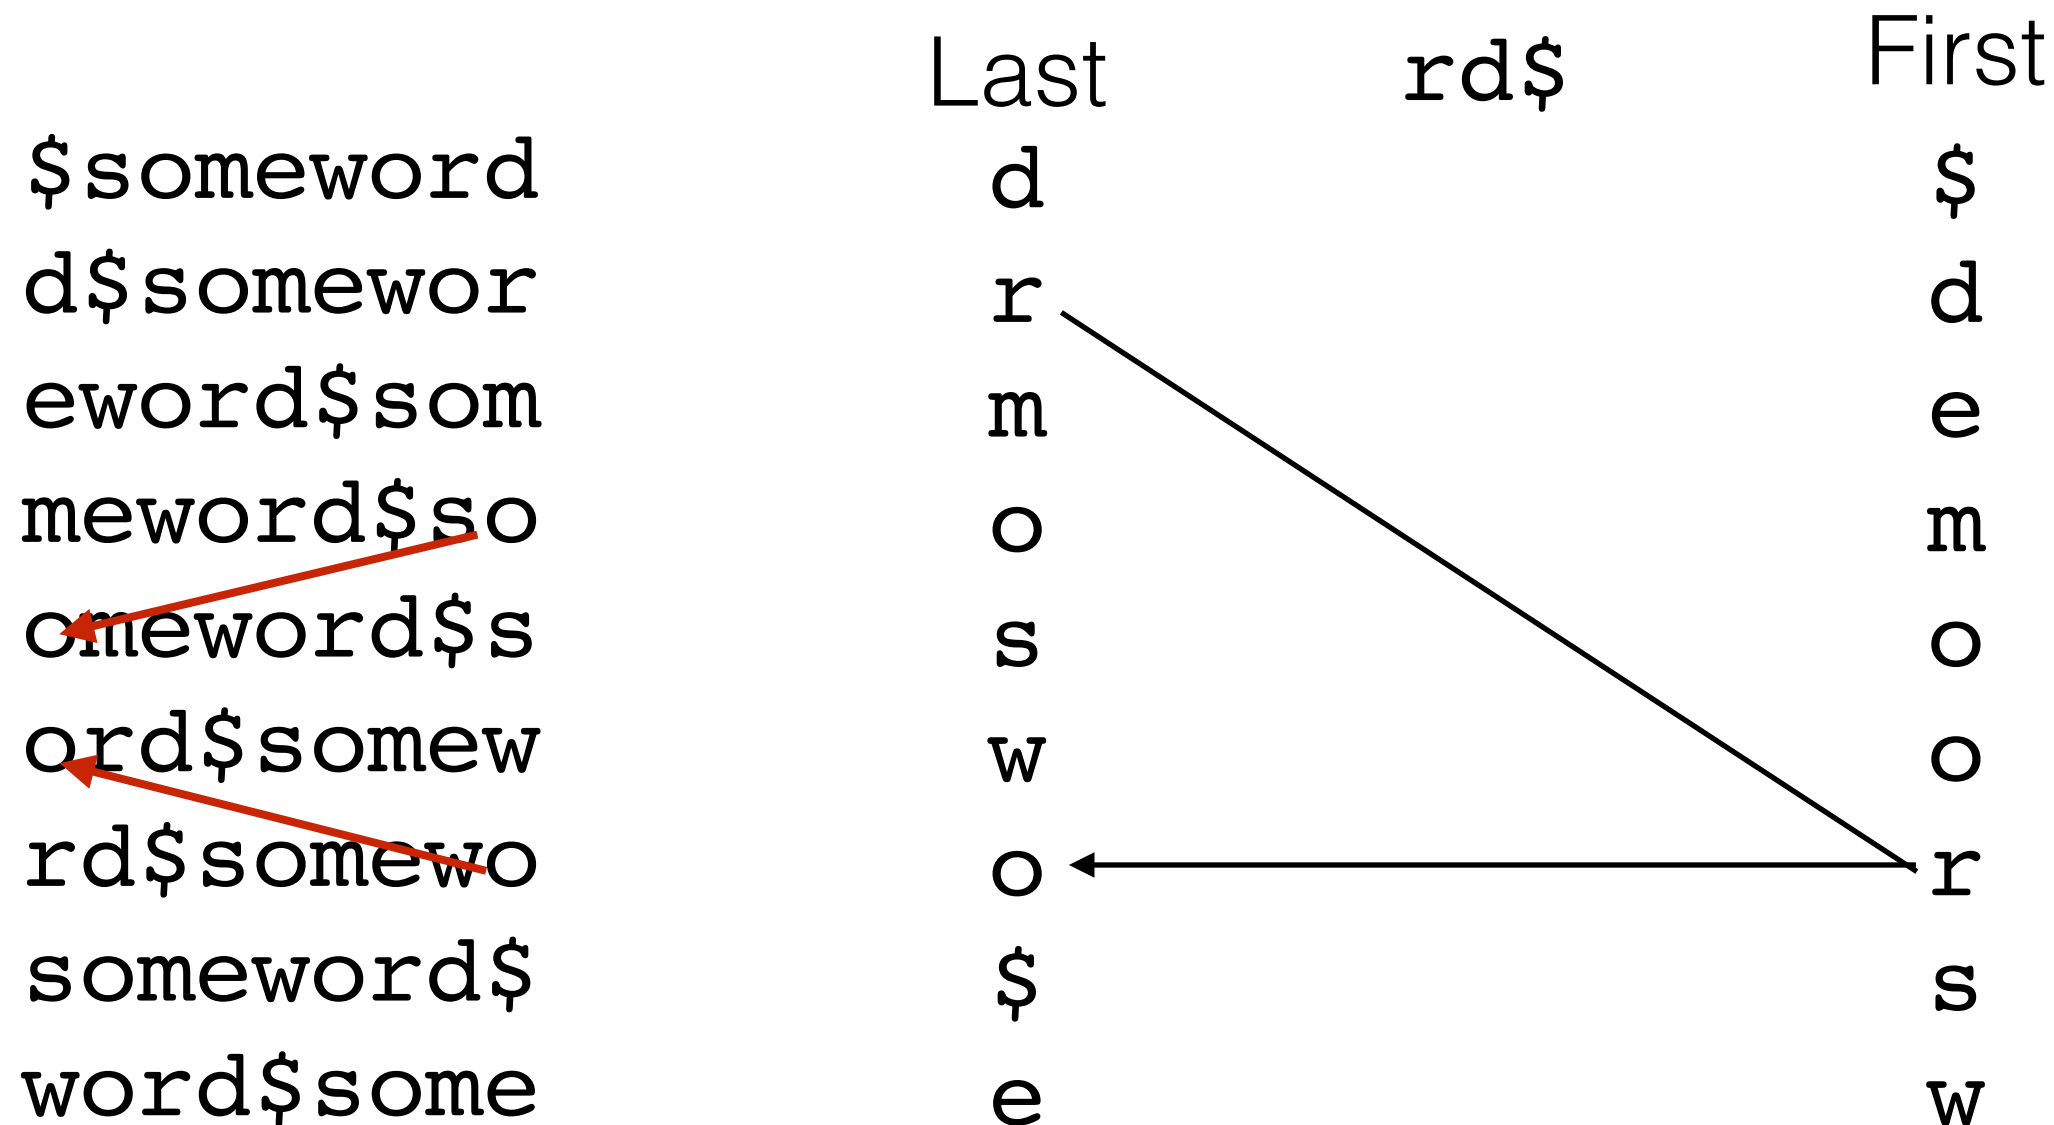 Last rd$ First
$someword d $
d$somewor r d
eword$som m e
meword$so o m
omeword$s s o
ord$somew w o
rd$somewo o r
someword$ $ s
word$some e w